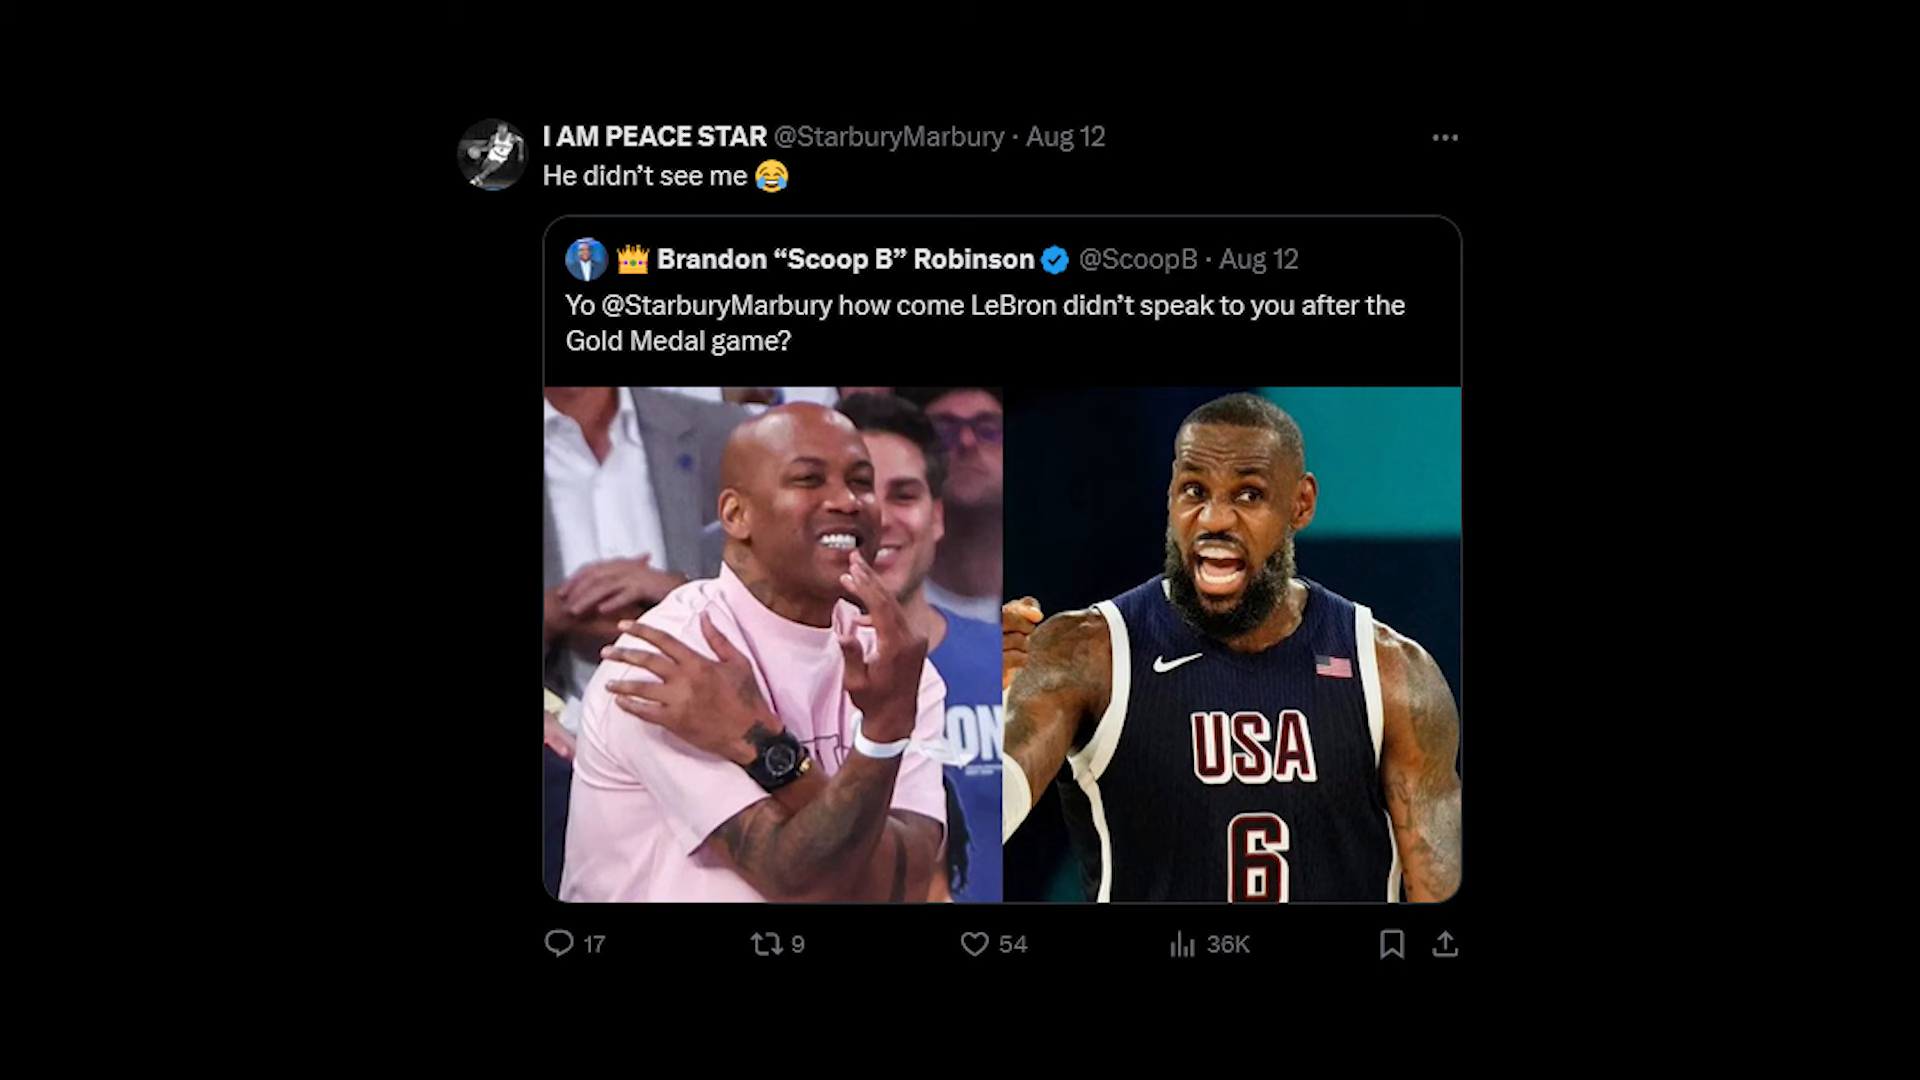 I AM PEACE STAR @StarburyMarbury · Aug 12
He didn’t see me 😂
👑 Brandon “Scoop B” Robinson @ScoopB · Aug 12
Yo @StarburyMarbury how come LeBron didn’t speak to you after the
Gold Medal game?
ON
USA
6
17 9 54 36K